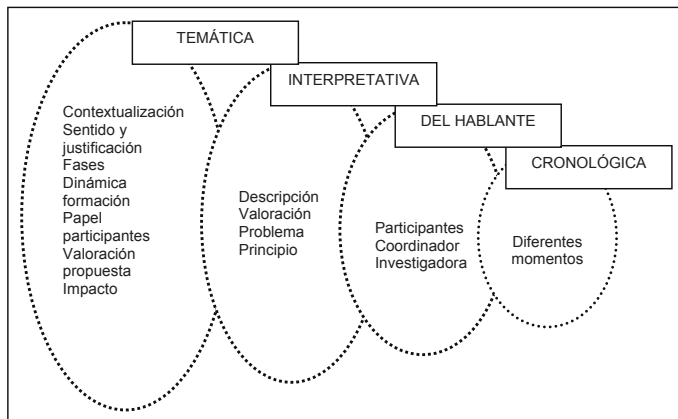 TEMÁTICA
INTERPRETATIVA
DEL HABLANTE
CRONOLÓGICA
Contextualización
Sentido y
justificación
Fases
Dinámica
formación
Papel
participantes
Valoración
propuesta
Impacto
Descripción
Valoración
Problema
Principio
Participantes
Coordinador
Investigadora
Diferentes
momentos